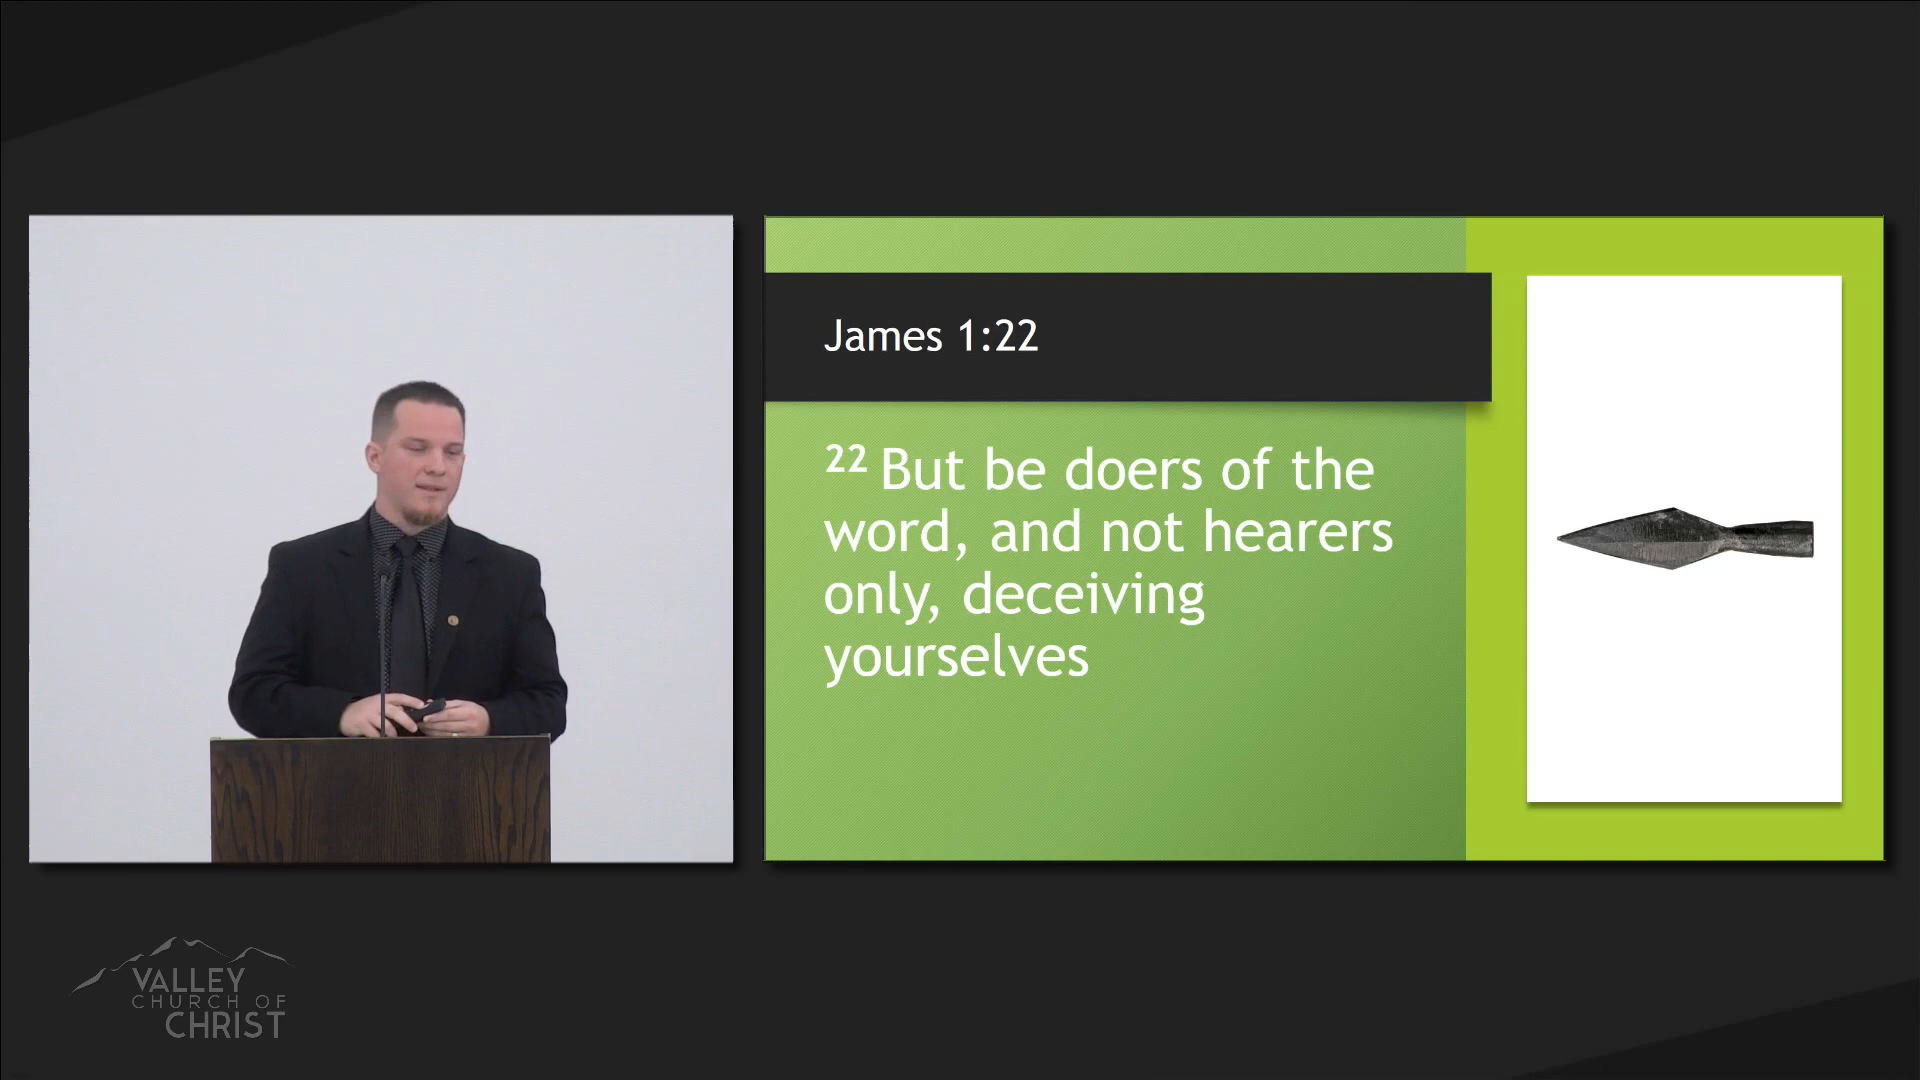 James 1:22
22 But be doers of the
word, and not hearers
only, deceiving
yourselves
VALLEY
CHURCH OF
CHRIST